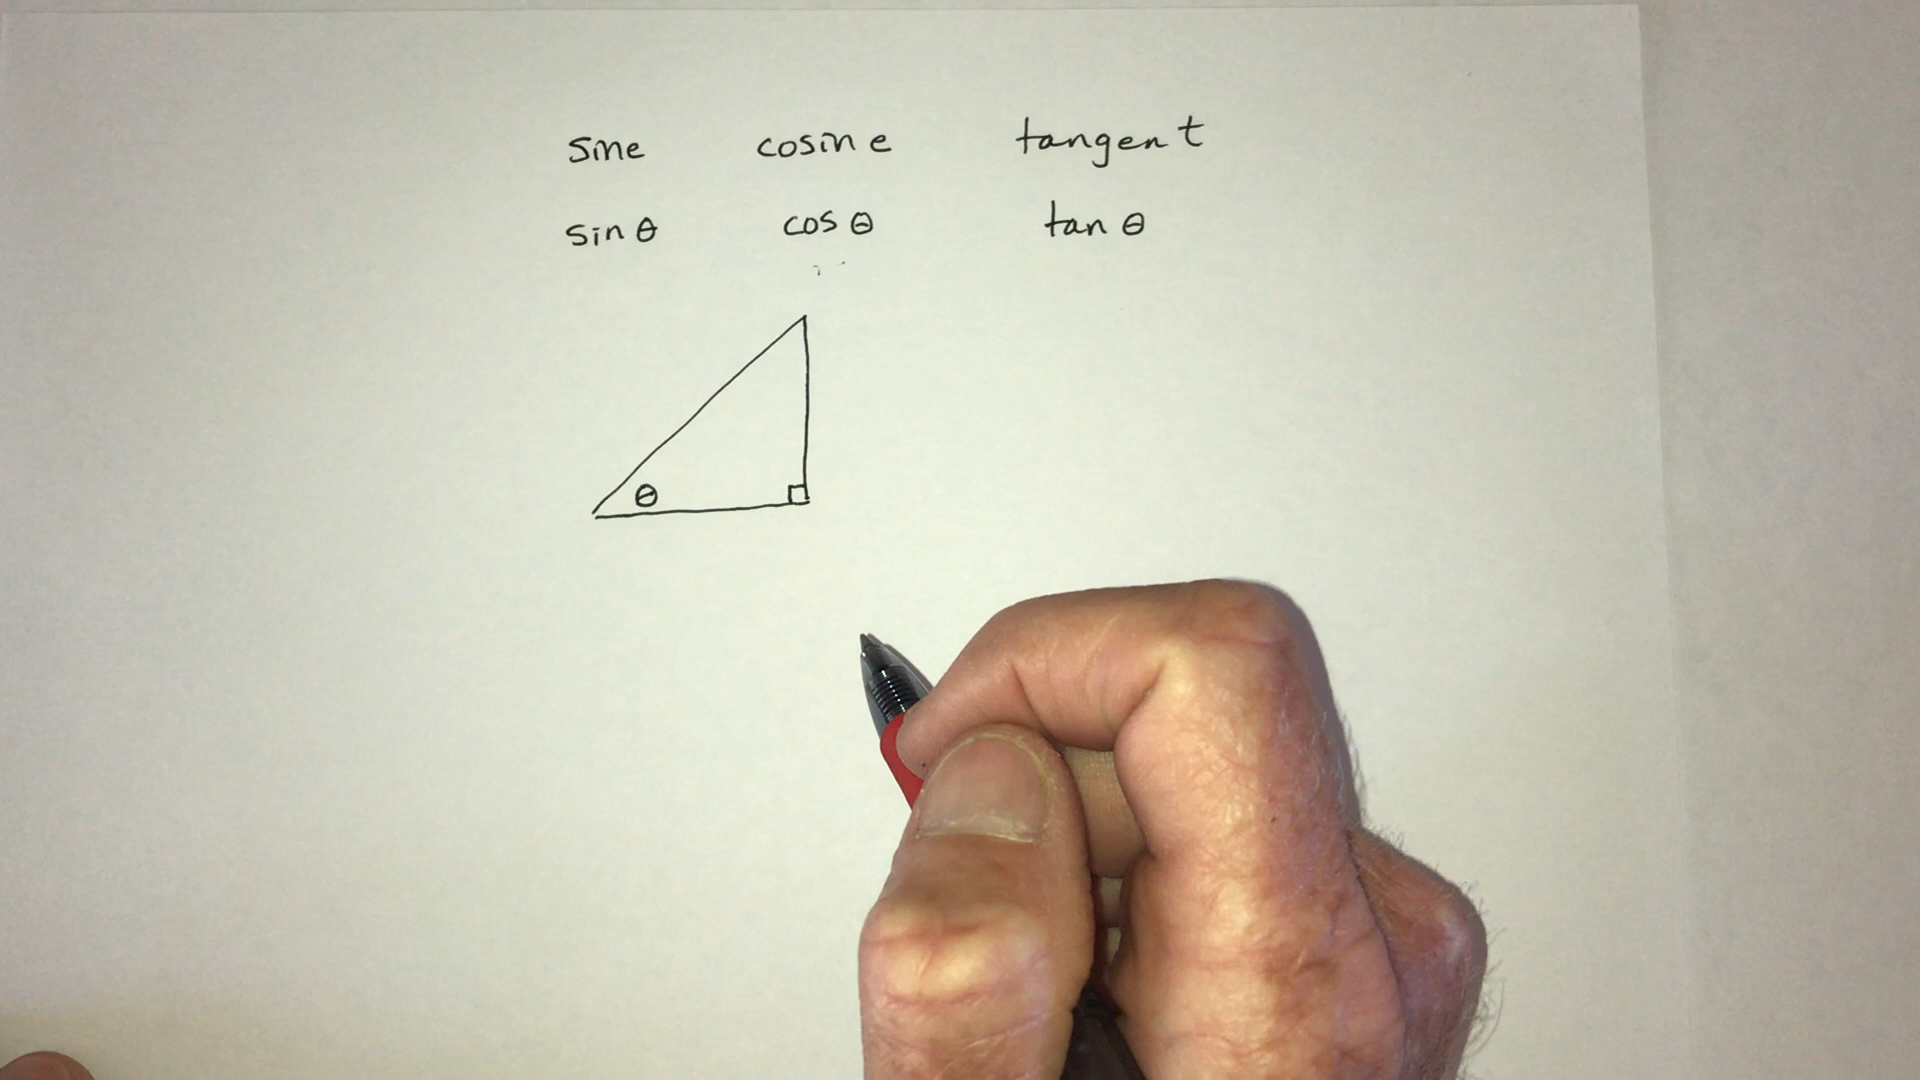 sine cosine tangent
sin θ cos θ tan θ
θ